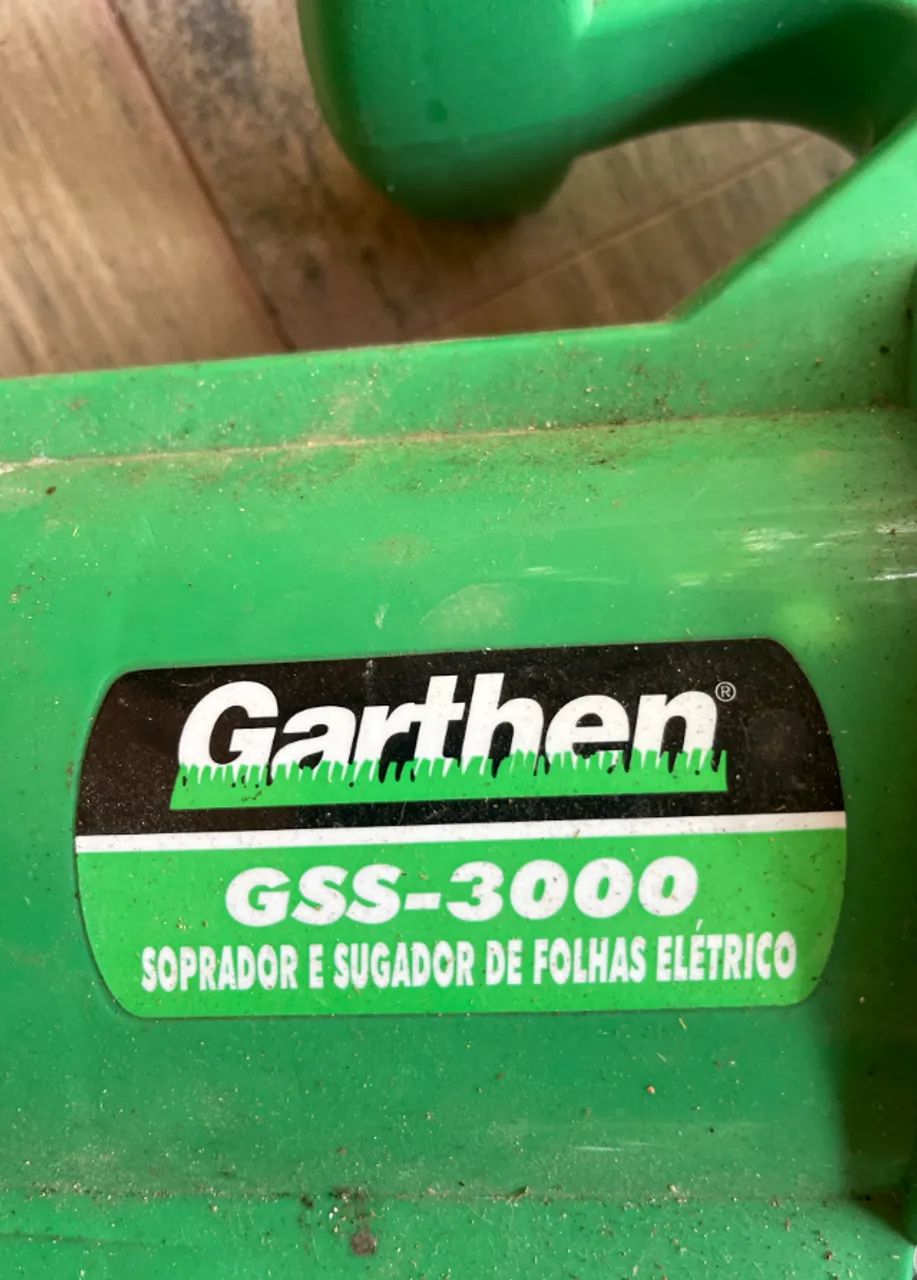 Garthen®
GSS-3000
SOPRADOR E SUGADOR DE FOLHAS ELÉTRICO